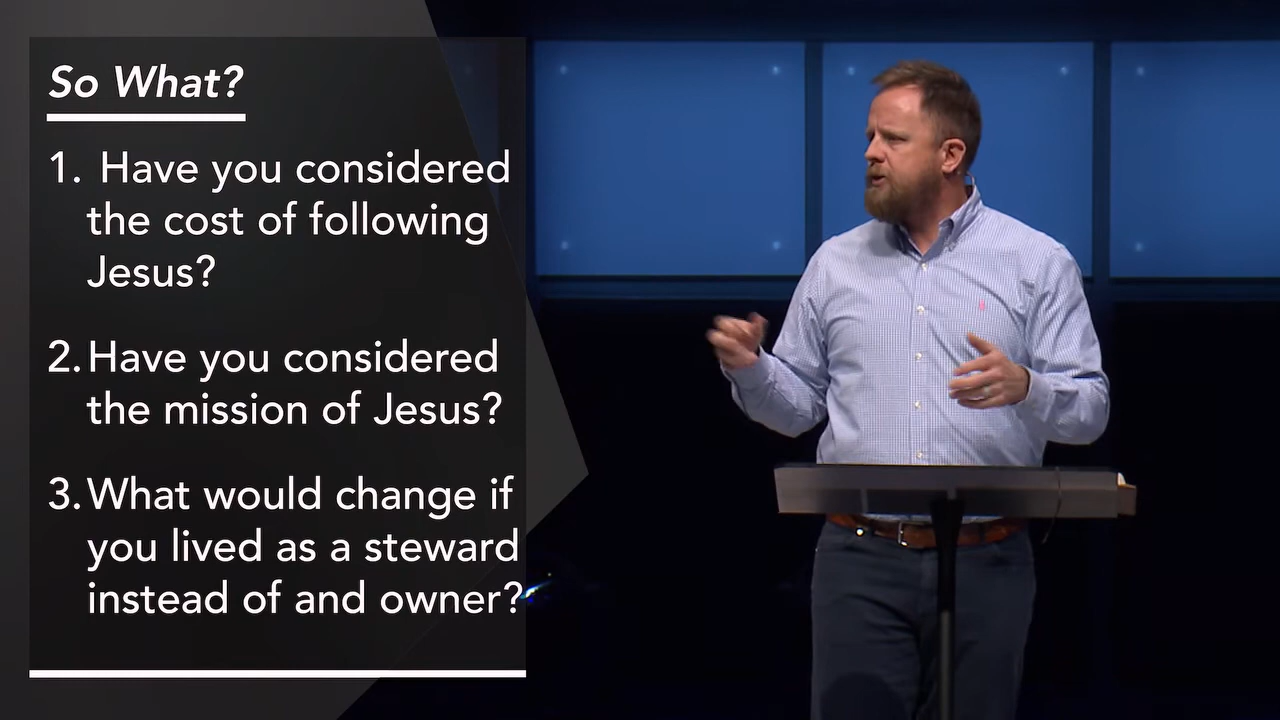 So What?
1. Have you considered
the cost of following
Jesus?
2. Have you considered
the mission of Jesus?
3. What would change if
you lived as a steward
instead of and owner?